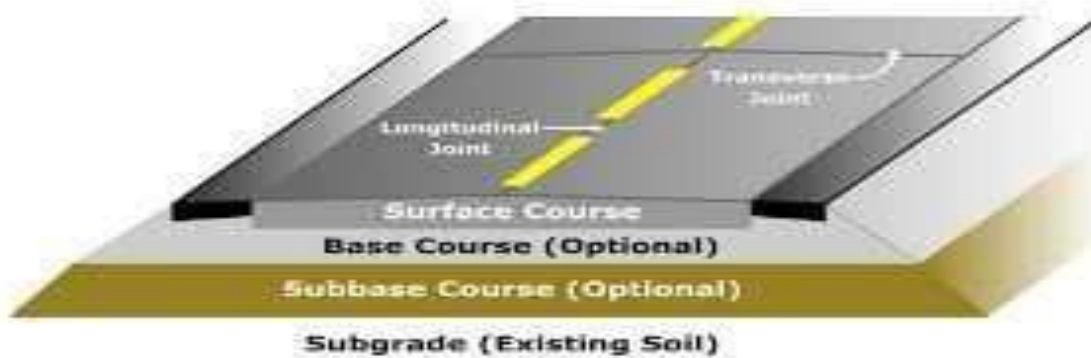 Transverse
Joint
Longitudinal
Joint
Surface Course
Base Course (Optional)
Subbase Course (Optional)
Subgrade (Existing Soil)